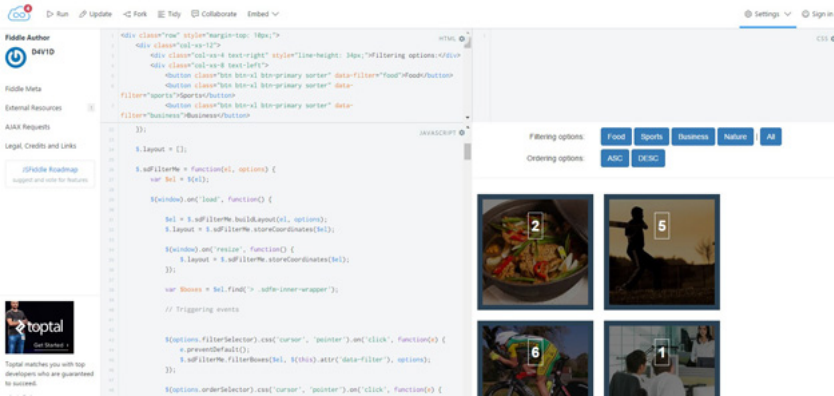 Run Update Fork Tidy Collaborate Embed
Settings Sign in
Fiddle Author
D4V1D
Fiddle Meta
External Resources
AJAX Requests
Legal, Credits and Links
JSFiddle Roadmap
suggest and vote for features
toptal
Get Started
Toptal matches you with top
developers who are guaranteed
to succeed.
HTML
<div class="row" style="margin-top: 10px;">
<div class="col-xs-12">
<div class="col-xs-4 text-right" style="line-height: 34px;">Filtering options:</div>
<div class="col-xs-8 text-left">
<button class="btn btn-xl btn-primary sorter" data-filter="food">Food</button>
<button class="btn btn-xl btn-primary sorter" data-
filter="sports">Sports</button>
<button class="btn btn-xl btn-primary sorter" data-
filter="business">Business</button>
JAVASCRIPT
});
$.layout = [];
$.sdFilterMe = function(el, options) {
var $el = $(el);
$(window).on('load', function() {
$el = $.sdFilterMe.buildLayout(el, options);
$.layout = $.sdFilterMe.storeCoordinates($el);
$(window).on('resize', function() {
$.layout = $.sdFilterMe.storeCoordinates($el);
});
var $boxes = $el.find('> .sdfm-inner-wrapper');
// Triggering events
$(options.filterSelector).css('cursor', 'pointer').on('click', function(e) {
e.preventDefault();
$.sdFilterMe.filterBoxes($el, $(this).attr('data-filter'), options);
});
$(options.orderSelector).css('cursor', 'pointer').on('click', function(e) {
CSS
Filtering options: Food Sports Business Nature | All
Ordering options: ASC DESC
2 5
6 1